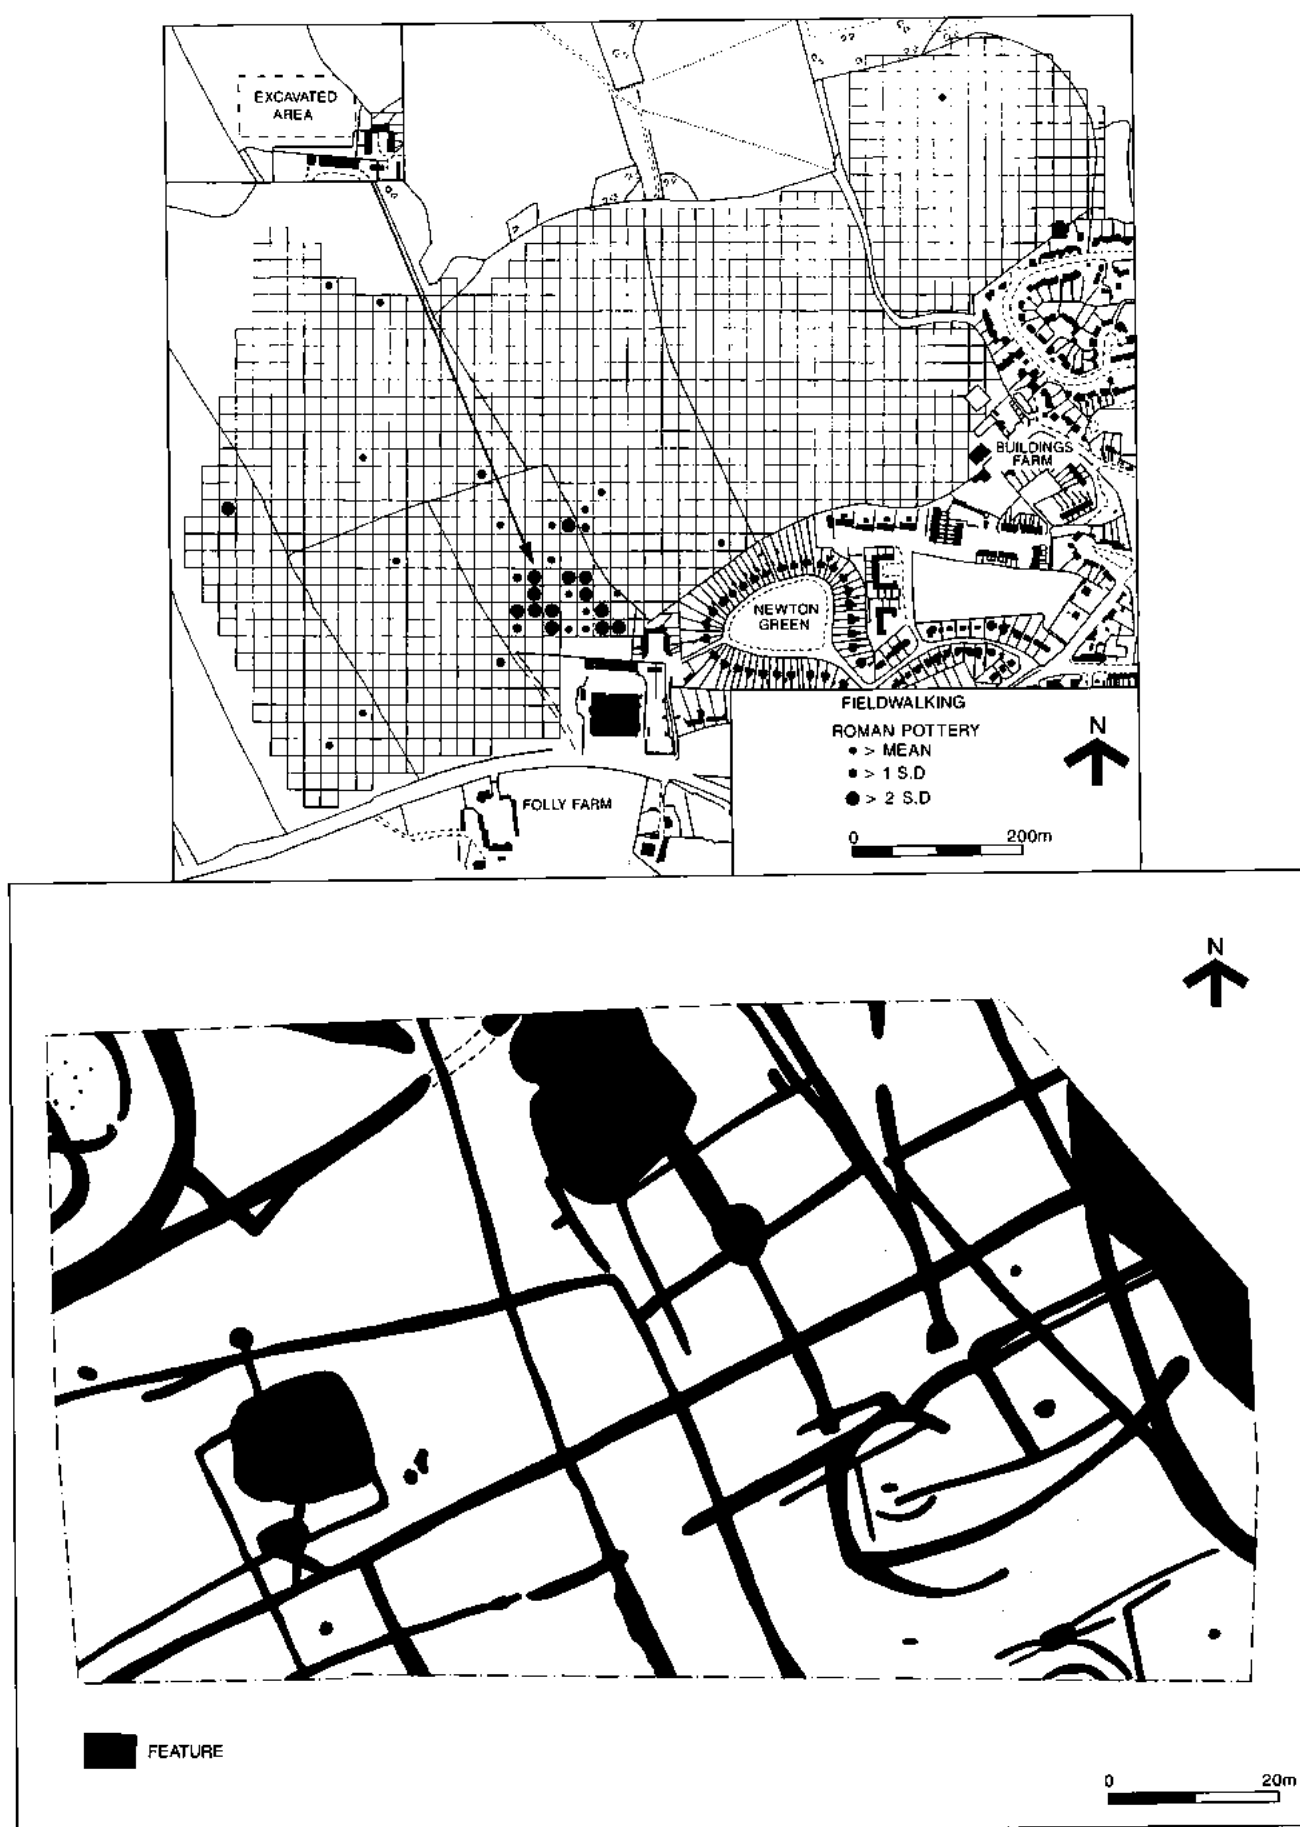 EXCAVATED
AREA
BUILDINGS
FARM
NEWTON
GREEN
FIELDWALKING
ROMAN POTTERY
> MEAN
> 1 S.D
> 2 S.D
N
0 200m
FOLLY FARM
N
FEATURE
0 20m